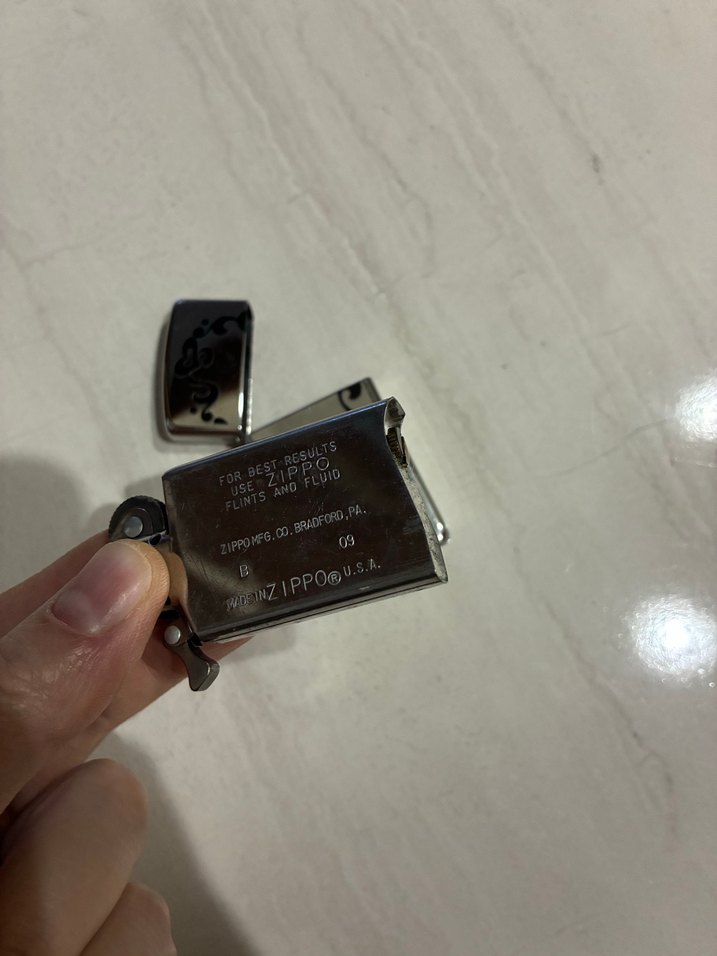 FOR BEST RESULTS
USE ZIPPO
FLINTS AND FLUID
ZIPPO MFG. CO. BRADFORD, PA.
B 09
MADE IN ZIPPO® U.S.A.